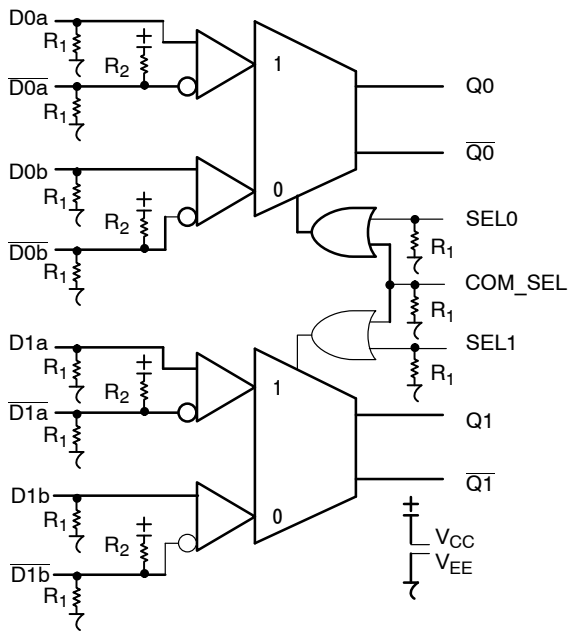 D0a
R1
R2
1
D0a
R1
Q0
D0b
R1
R2
0
Q0
D0b
R1
SEL0
R1
COM_SEL
R1
SEL1
R1
D1a
R1
R2
1
D1a
R1
Q1
D1b
R1
R2
0
Q1
D1b
R1
VCC
VEE